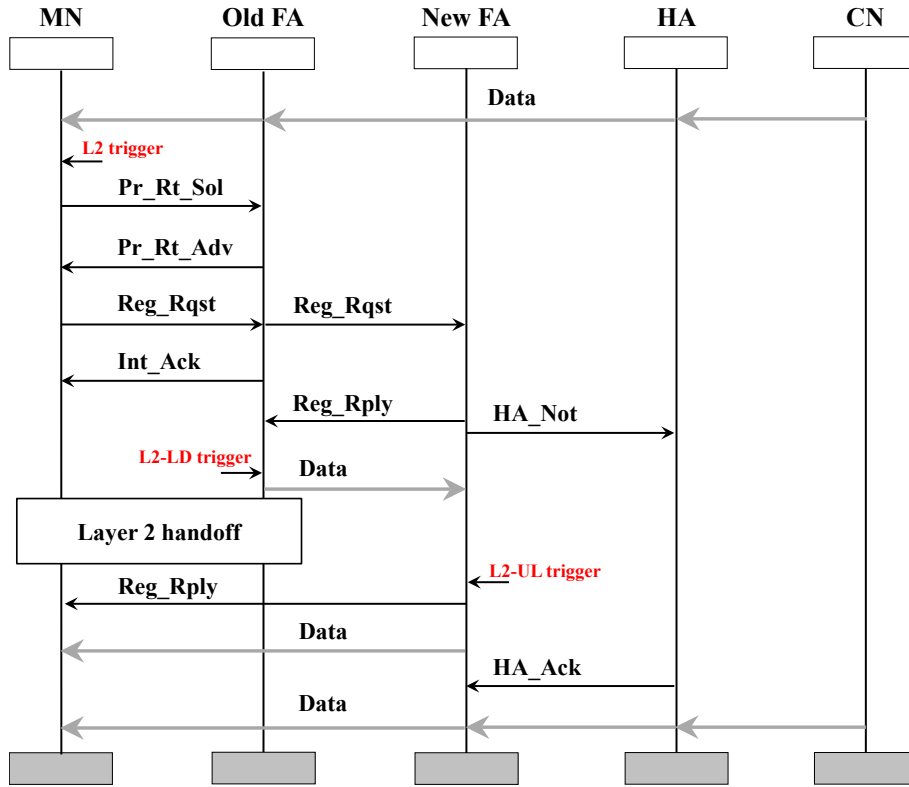 MN Old FA New FA HA CN
Data
L2 trigger
Pr_Rt_Sol
Pr_Rt_Adv
Reg_Rqst Reg_Rqst
Int_Ack
Reg_Rply HA_Not
L2-LD trigger Data
Layer 2 handoff
L2-UL trigger
Reg_Rply
Data
HA_Ack
Data